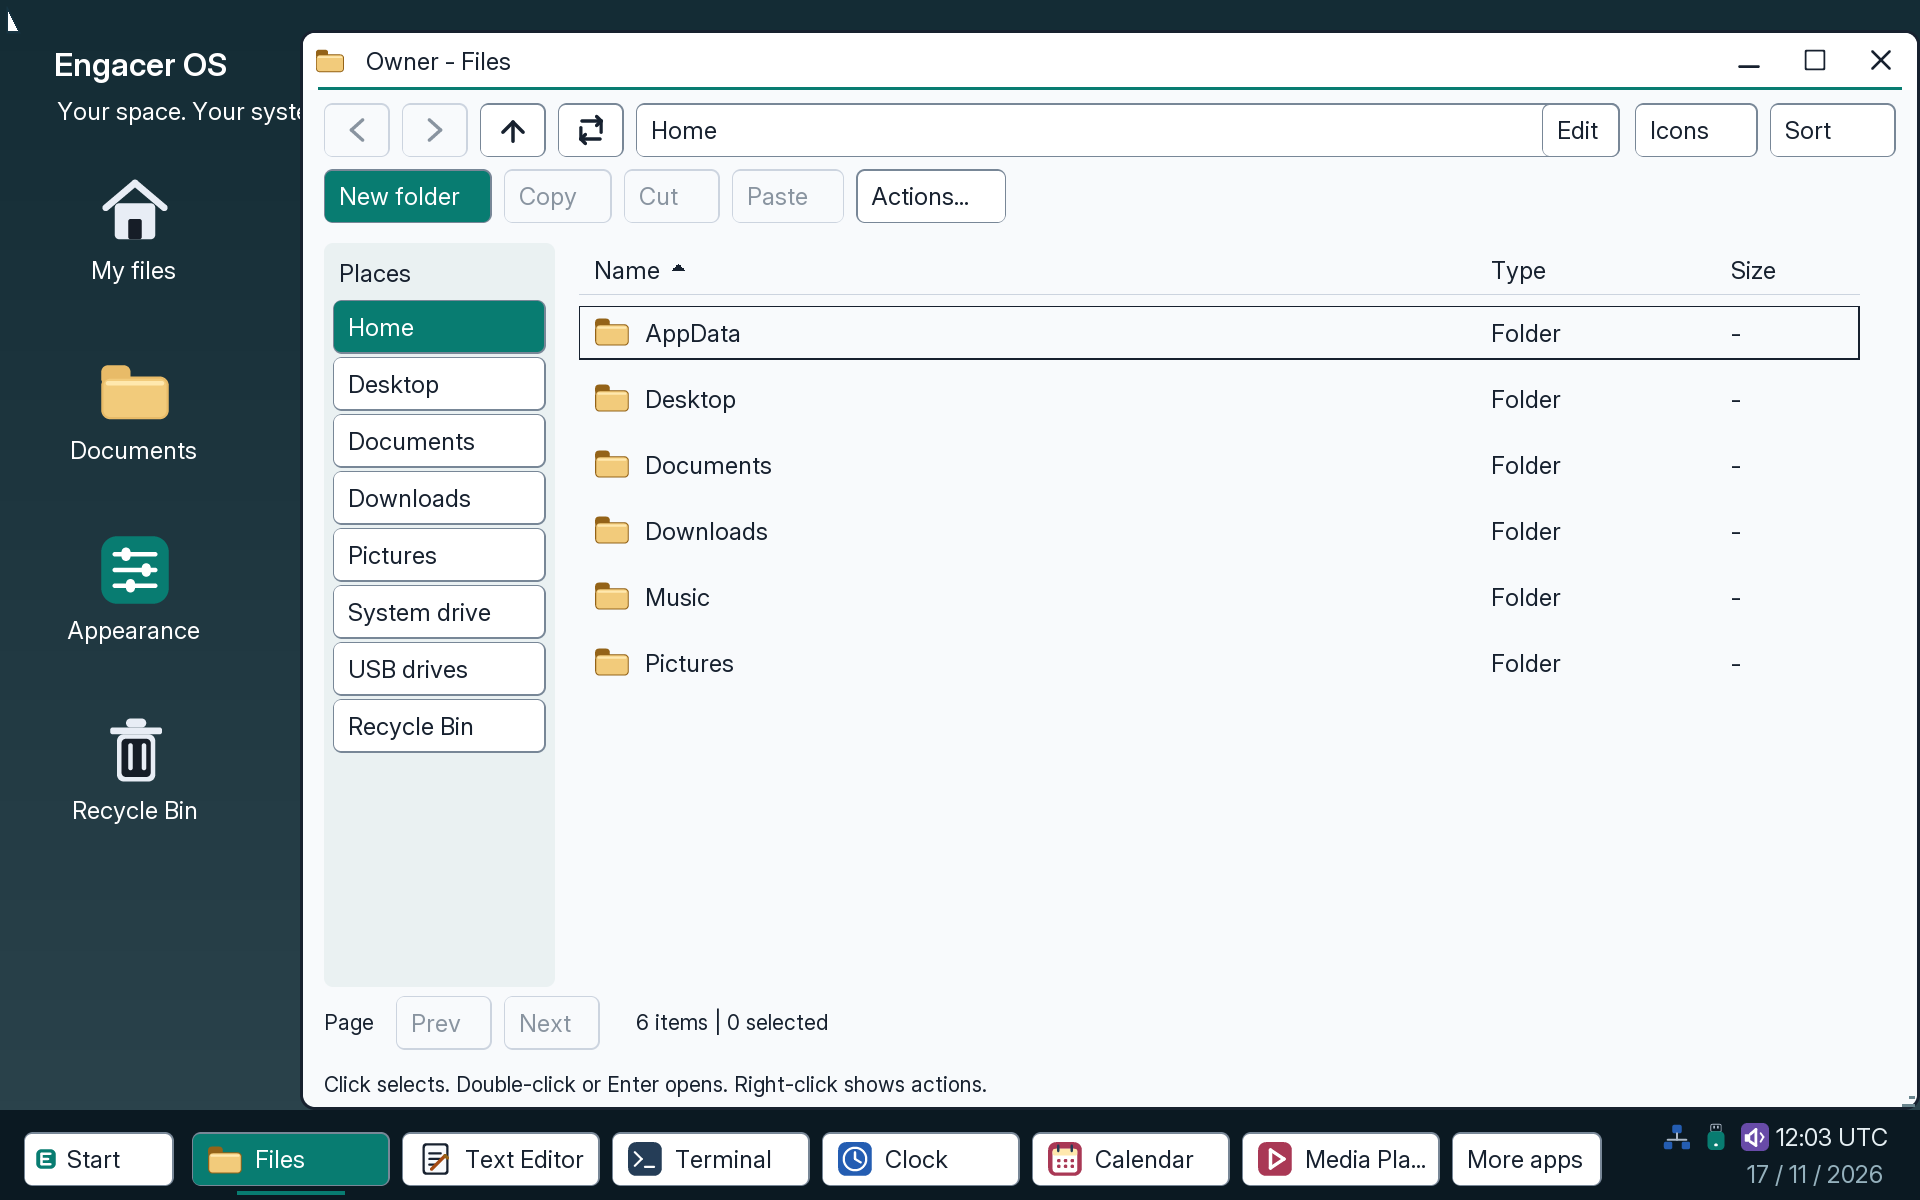 Engacer OS
Your space. Your syste
My files
Documents
Appearance
Recycle Bin
Owner - Files
Home
Edit
Icons
Sort
New folder
Copy
Cut
Paste
Actions...
Places
Home
Desktop
Documents
Downloads
Pictures
System drive
USB drives
Recycle Bin
Name Type Size
AppData Folder -
Desktop Folder -
Documents Folder -
Downloads Folder -
Music Folder -
Pictures Folder -
Page Prev Next 6 items | 0 selected
Click selects. Double-click or Enter opens. Right-click shows actions.
E Start
Files
Text Editor
Terminal
Clock
Calendar
Media Pla...
More apps
12:03 UTC
17 / 11 / 2026